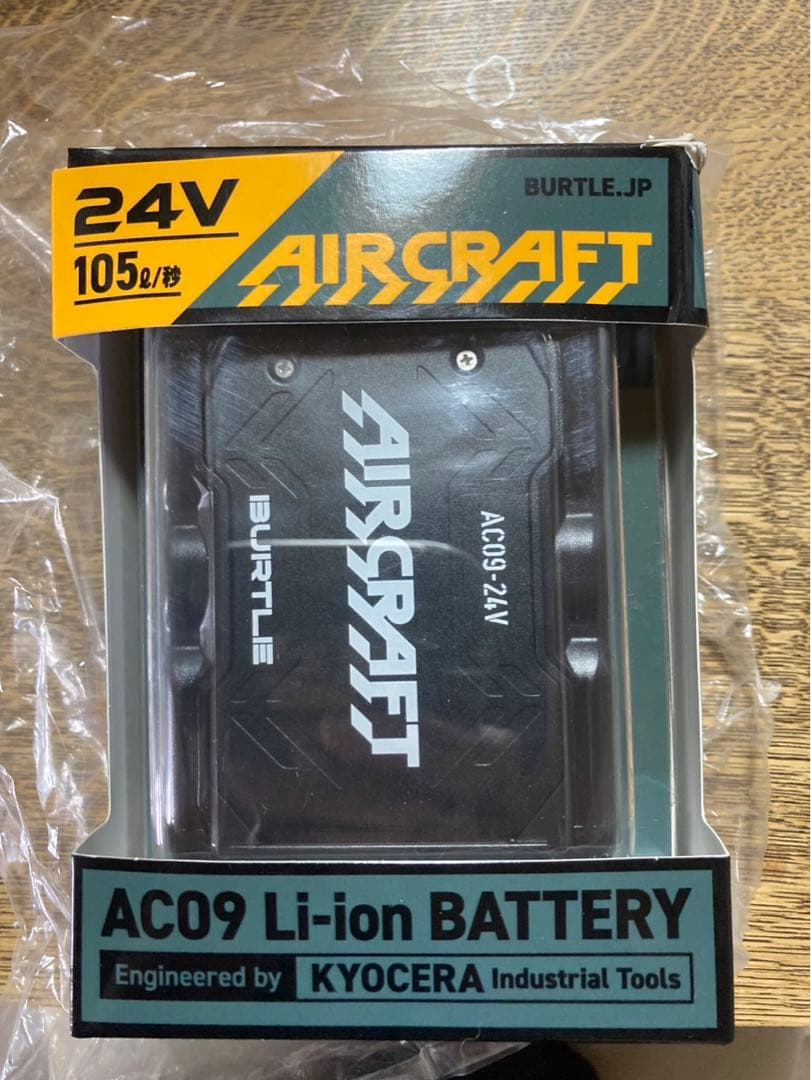 24V
105ℓ/秒
BURTLE.JP
AIRCRAFT
AC09-24V
AIRCRAFT
BURTLE
AC09 Li-ion BATTERY
Engineered by KYOCERA Industrial Tools